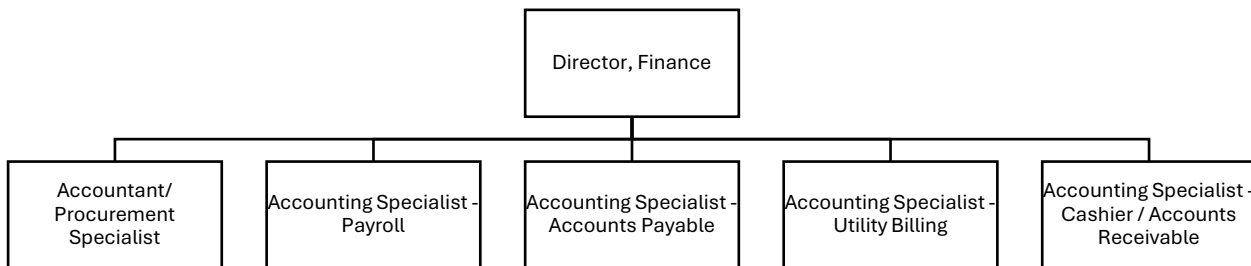 Director, Finance
Accountant/
Procurement
Specialist
Accounting Specialist -
Payroll
Accounting Specialist -
Accounts Payable
Accounting Specialist -
Utility Billing
Accounting Specialist -
Cashier / Accounts
Receivable